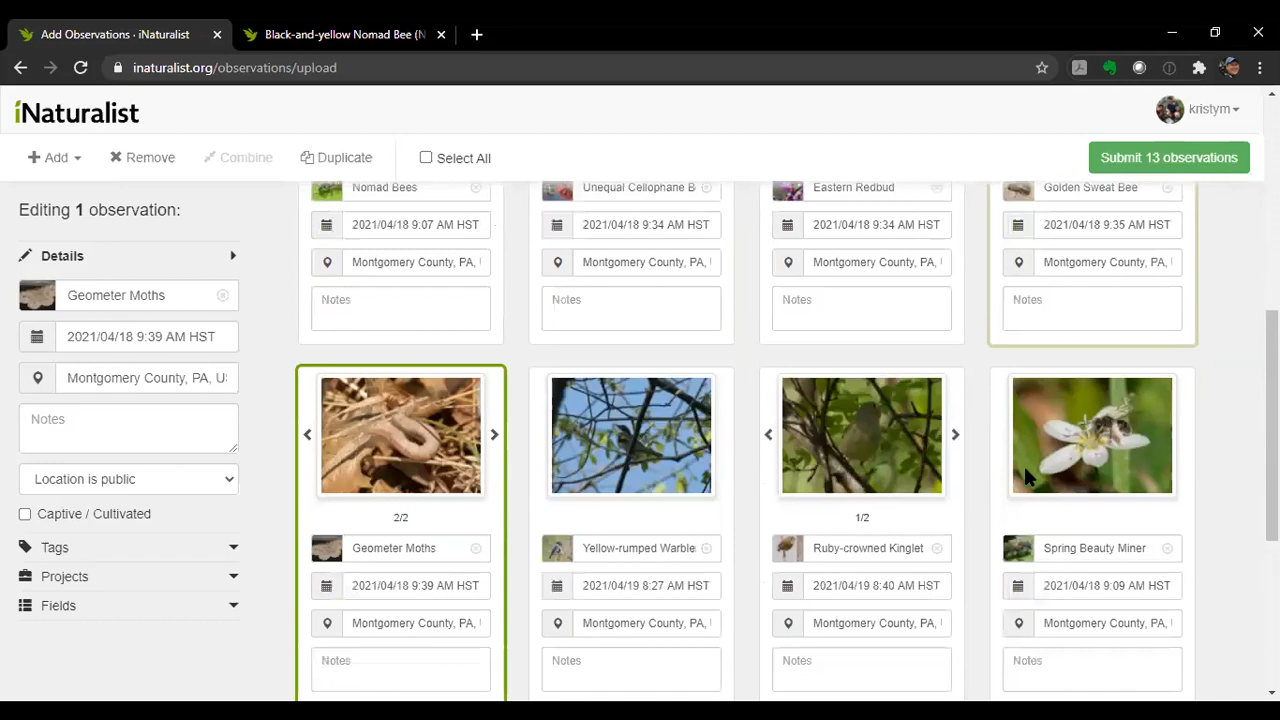 Add Observations · iNaturalist
Black-and-yellow Nomad Bee (N
inaturalist.org/observations/upload
iNaturalist
kristym
Add
Remove
Combine
Duplicate
Select All
Submit 13 observations
Editing 1 observation:
Details
Geometer Moths
2021/04/18 9:39 AM HST
Montgomery County, PA, US
Notes
Location is public
Captive / Cultivated
Tags
Projects
Fields
Nomad Bees
2021/04/18 9:07 AM HST
Montgomery County, PA,
Notes
Unequal Cellophane B
2021/04/18 9:34 AM HST
Montgomery County, PA,
Notes
Eastern Redbud
2021/04/18 9:34 AM HST
Montgomery County, PA,
Notes
Golden Sweat Bee
2021/04/18 9:35 AM HST
Montgomery County, PA,
Notes
2/2
Geometer Moths
2021/04/18 9:39 AM HST
Montgomery County, PA,
Notes
Yellow-rumped Warble
2021/04/19 8:27 AM HST
Montgomery County, PA,
Notes
1/2
Ruby-crowned Kinglet
2021/04/19 8:40 AM HST
Montgomery County, PA,
Notes
Spring Beauty Miner
2021/04/18 9:09 AM HST
Montgomery County, PA,
Notes